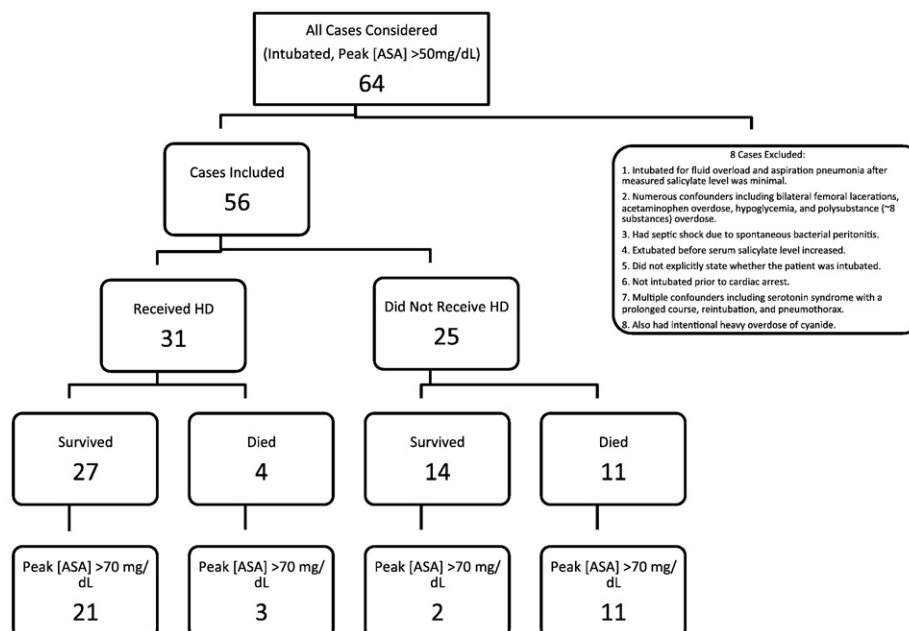 All Cases Considered
(Intubated, Peak [ASA] >50mg/dL)
64
Cases Included
56
8 Cases Excluded:
1. Intubated for fluid overload and aspiration pneumonia after
measured salicylate level was minimal.
2. Numerous confounders including bilateral femoral lacerations,
acetaminophen overdose, hypoglycemia, and polysubstance (~8
substances) overdose.
3. Had septic shock due to spontaneous bacterial peritonitis.
4. Extubated before serum salicylate level increased.
5. Did not explicitly state whether the patient was intubated.
6. Not intubated prior to cardiac arrest.
7. Multiple confounders including serotonin syndrome with a
prolonged course, reintubation, and pneumothorax.
8. Also had intentional heavy overdose of cyanide.
Received HD
31
Did Not Receive HD
25
Survived
27
Died
4
Survived
14
Died
11
Peak [ASA] >70 mg/
dL
21
Peak [ASA] >70 mg/
dL
3
Peak [ASA] >70 mg/
dL
2
Peak [ASA] >70 mg/
dL
11